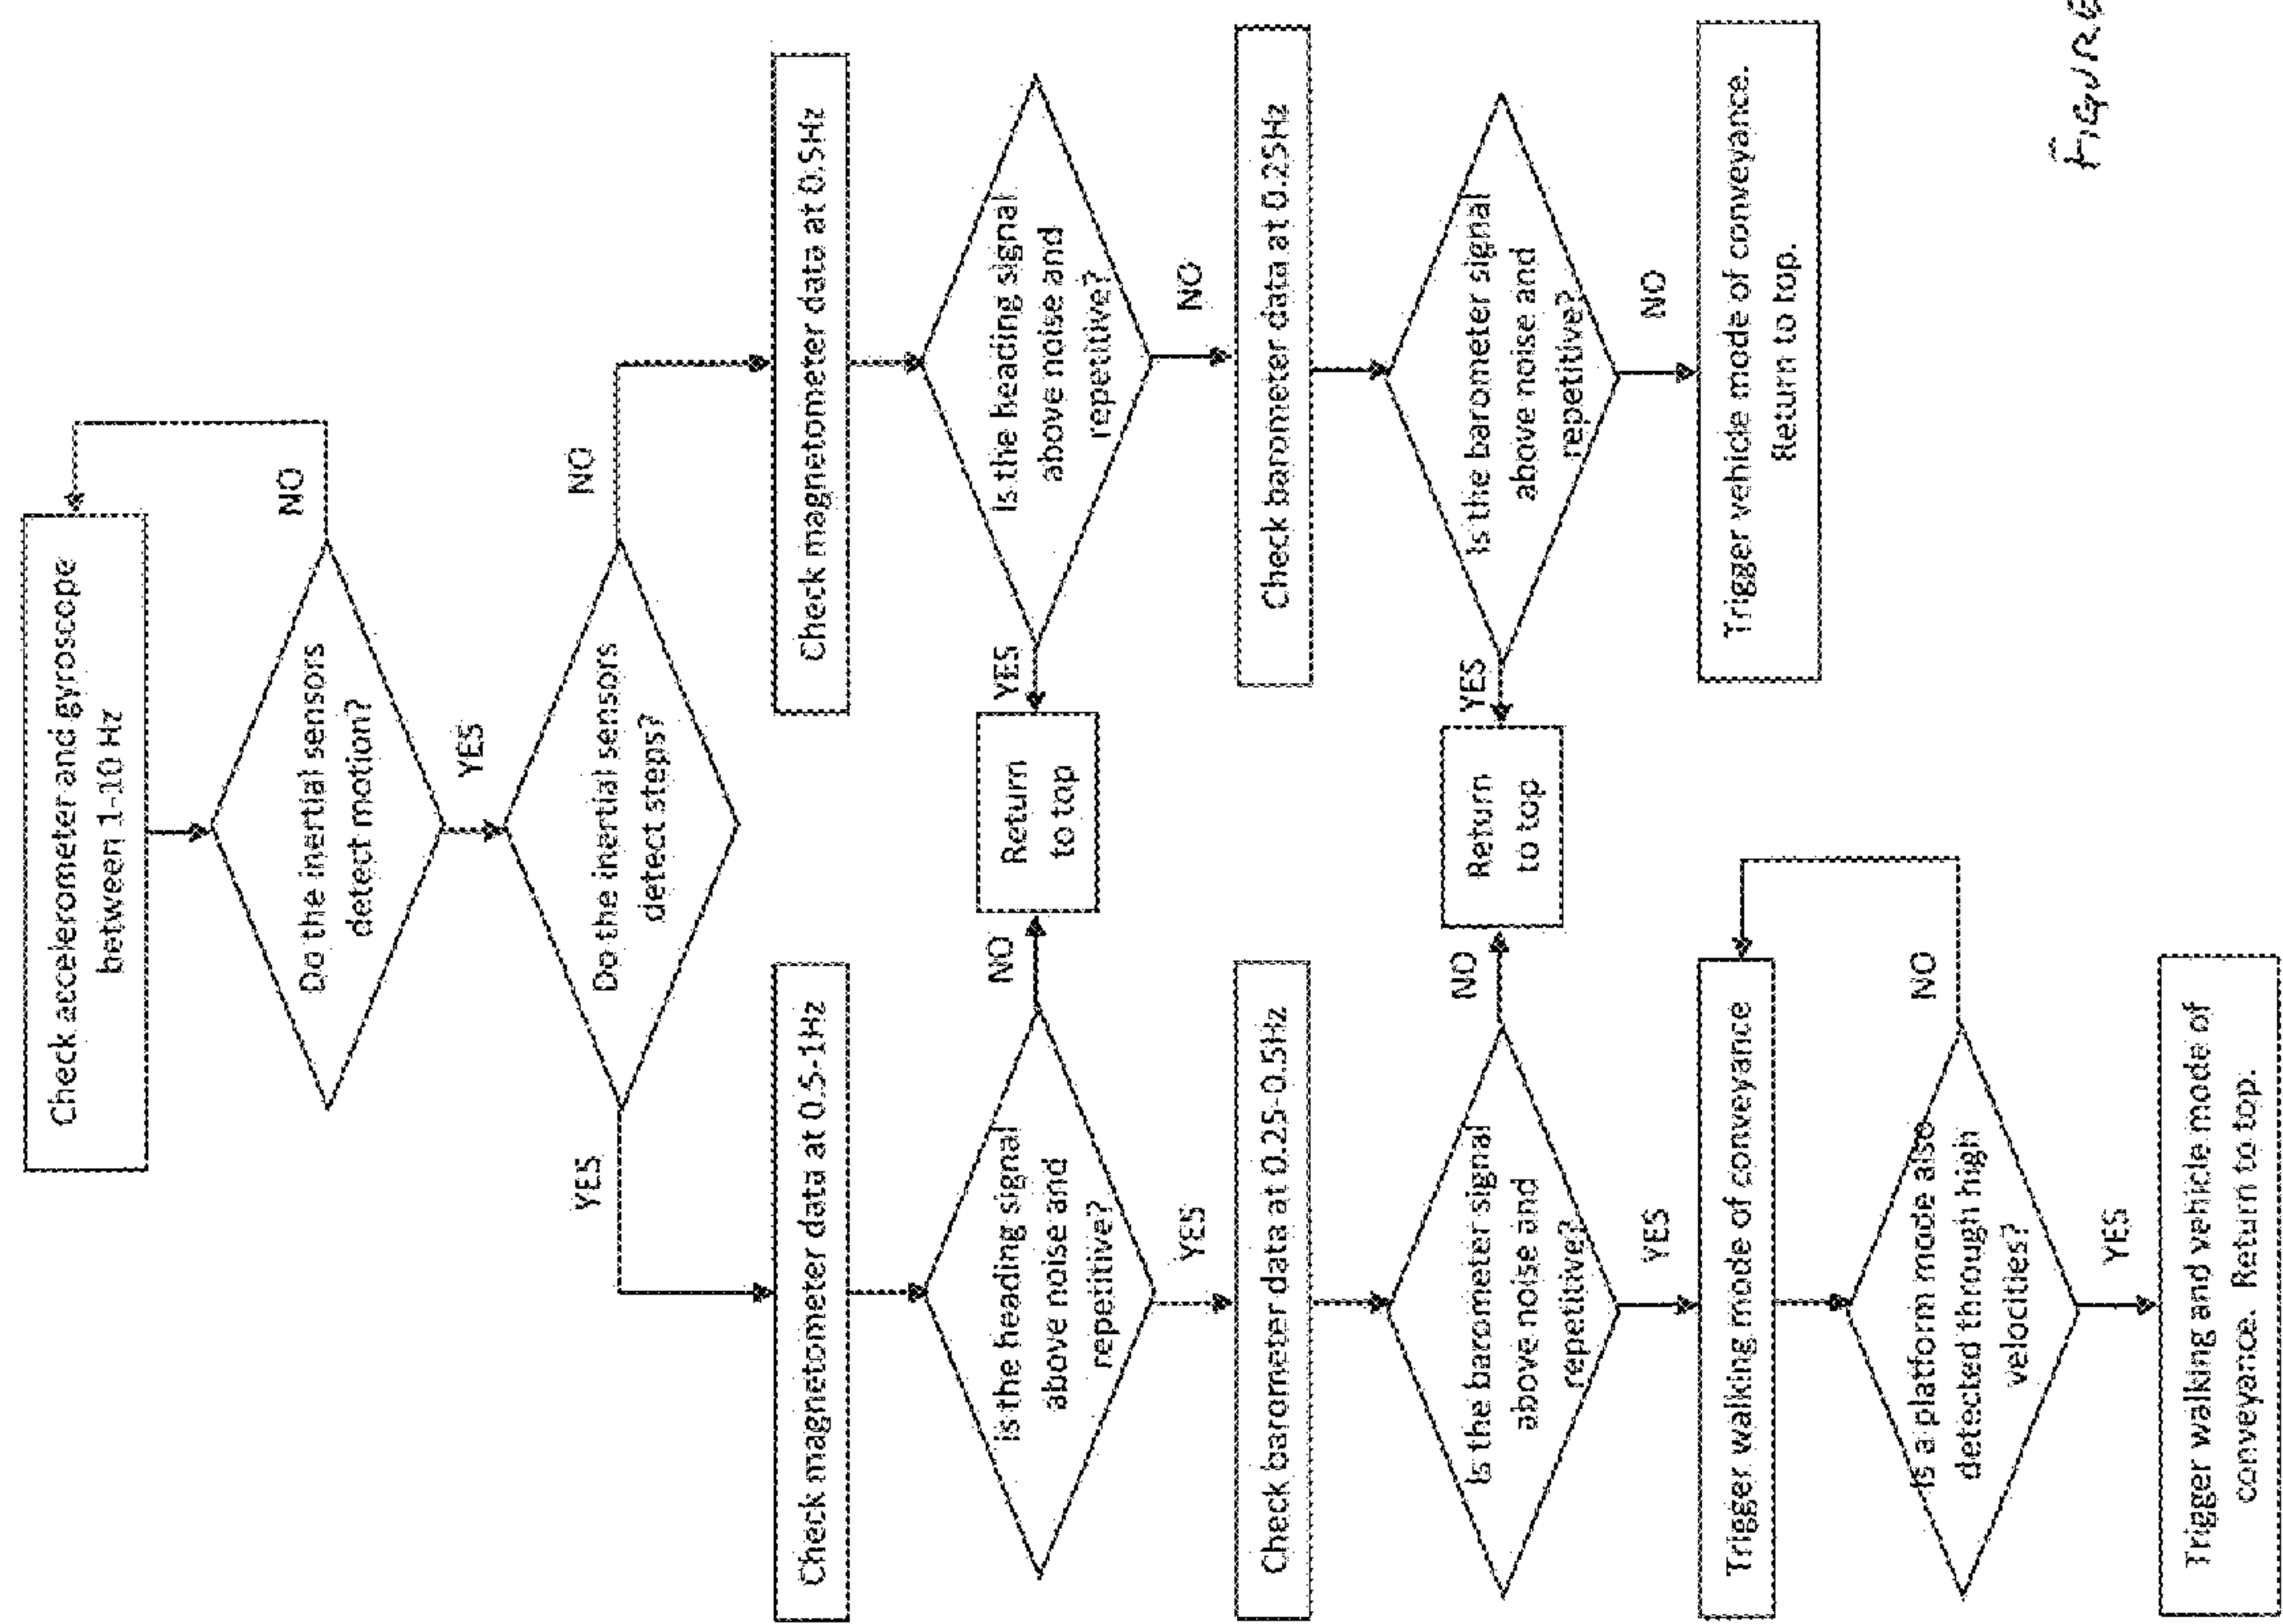 Check accelerometer and gyroscope
between 1-10 Hz
Do the inertial sensors
detect motion?
NO
YES
Do the inertial sensors
detect steps?
YES
NO
Check magnetometer data at 0.5-1Hz
Check magnetometer data at 0.5Hz
Is the heading signal
above noise and
repetitive?
NO
Return
to top
YES
Is the heading signal
above noise and
repetitive?
YES
NO
Check barometer data at 0.25-0.5Hz
Check barometer data at 0.25Hz
Is the barometer signal
above noise and
repetitive?
NO
Return
to top
YES
Is the barometer signal
above noise and
repetitive?
YES
NO
Trigger walking mode of conveyance
Trigger vehicle mode of conveyance.
Return to top.
Is a platform mode also
detected through high
velocities?
NO
YES
Trigger walking and vehicle mode of
conveyance. Return to top.
FIGURE